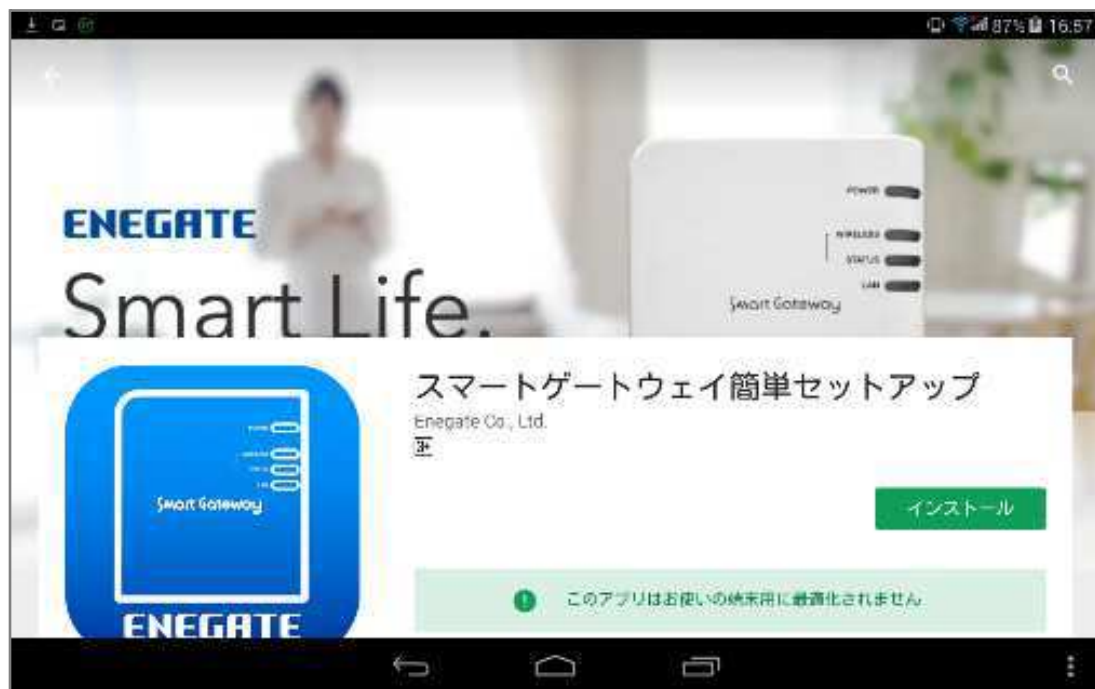 87% 16:57
ENEGATE
Smart Life.
POWER
WIRELESS
STATUS
LAN
Smart Gateway
スマートゲートウェイ簡単セットアップ
Enegate Co., Ltd.
3+
インストール
Smart Gateway
このアプリはお使いの端末用に最適化されません
ENEGATE